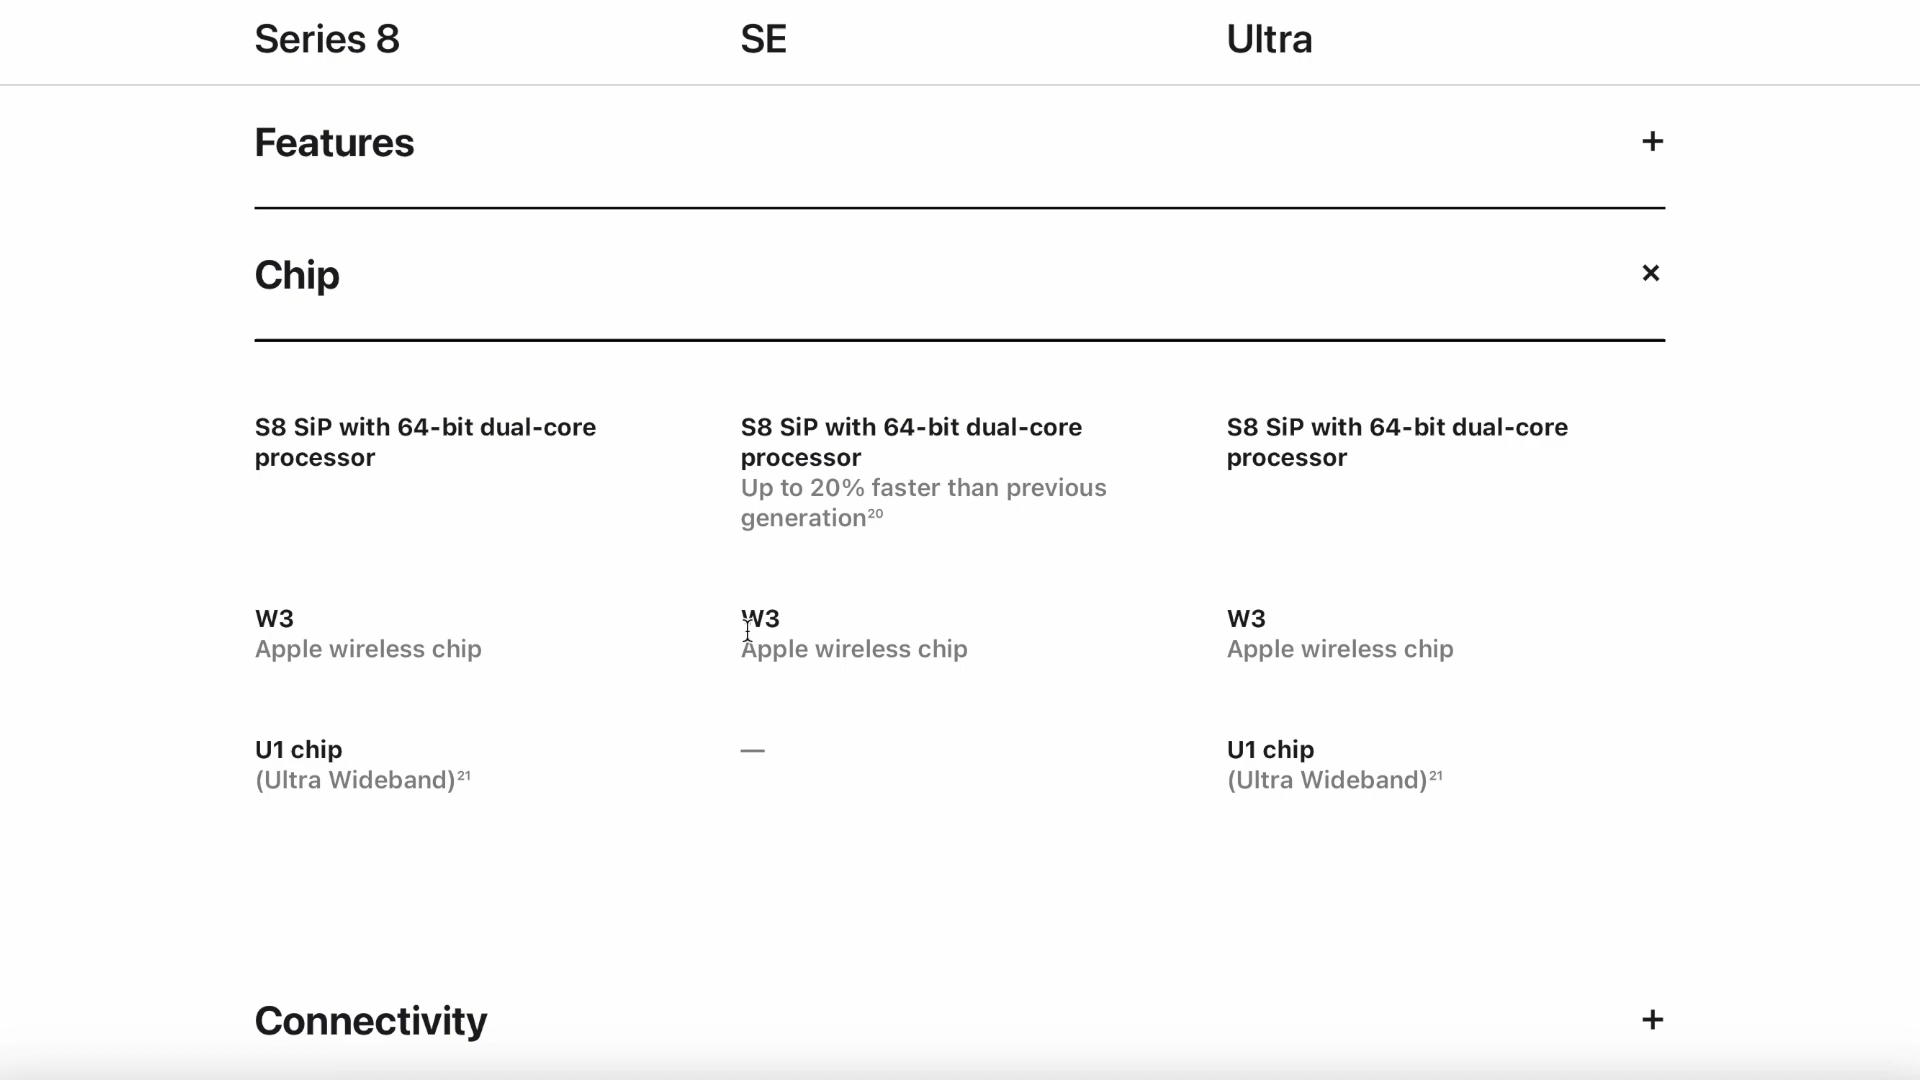 Series 8
SE
Ultra
Features
+
Chip
×
S8 SiP with 64-bit dual-core
processor
S8 SiP with 64-bit dual-core
processor
Up to 20% faster than previous
generation²⁰
S8 SiP with 64-bit dual-core
processor
W3
Apple wireless chip
W3
Apple wireless chip
W3
Apple wireless chip
U1 chip
(Ultra Wideband)²¹
—
U1 chip
(Ultra Wideband)²¹
Connectivity
+